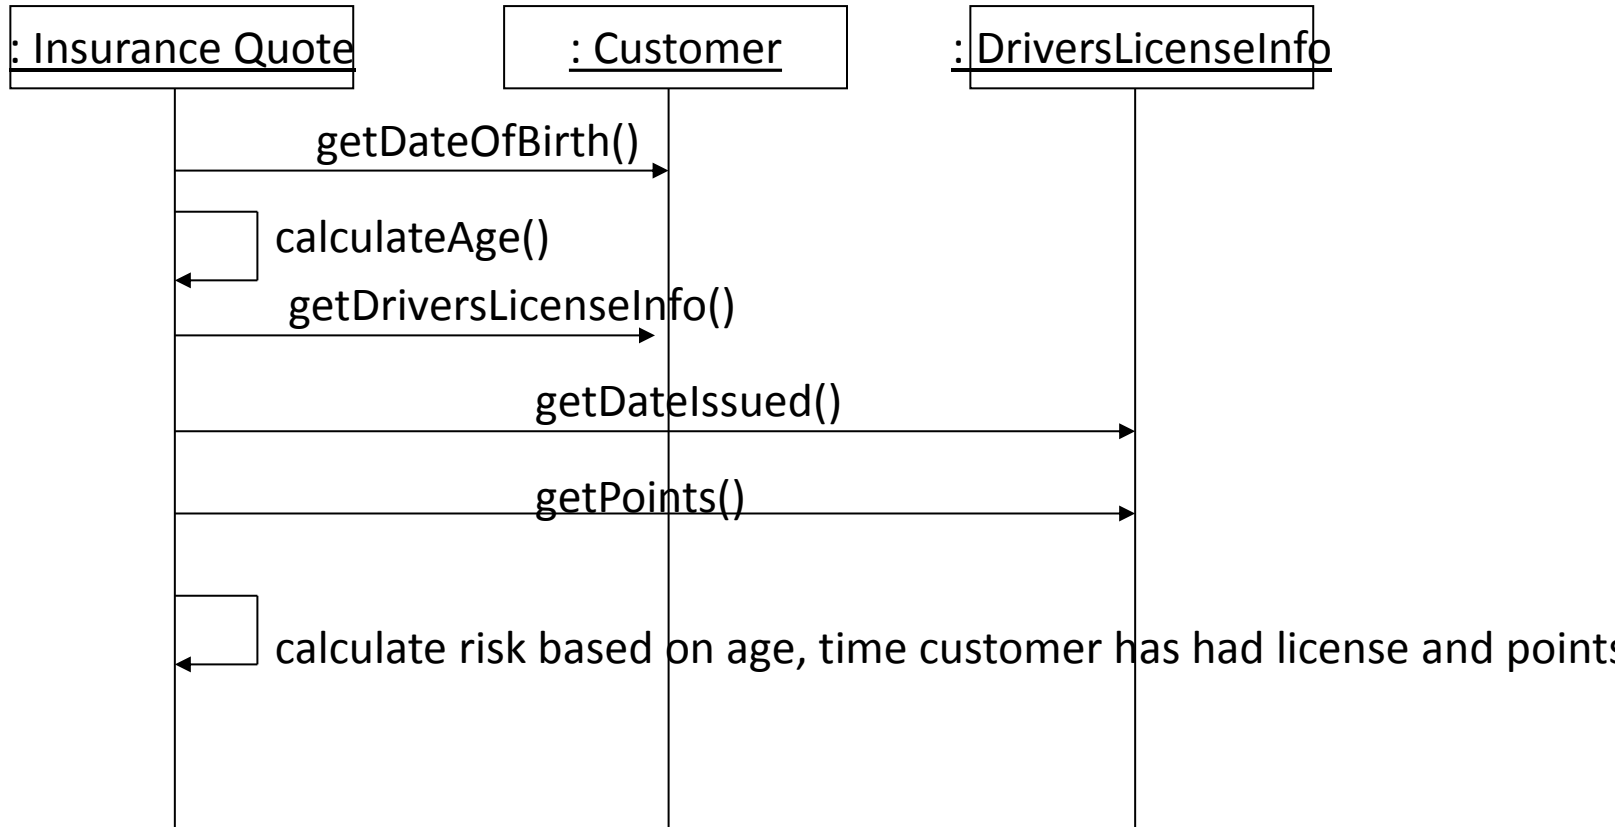 : Insurance Quote
: Customer
: DriversLicenseInfo
getDateOfBirth()
calculateAge()
getDriversLicenseInfo()
getDateIssued()
getPoints()
calculate risk based on age, time customer has had license and points